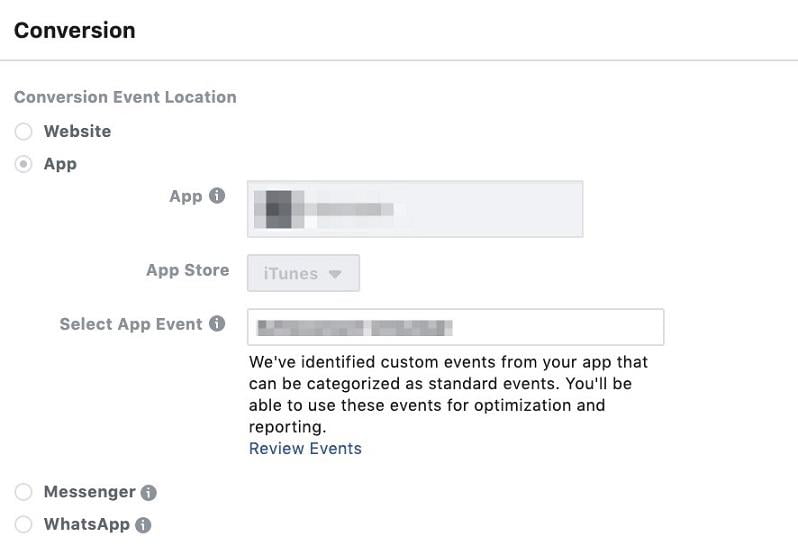 Conversion
Conversion Event Location
Website
App
App
App Store
iTunes
Select App Event
We've identified custom events from your app that
can be categorized as standard events. You'll be
able to use these events for optimization and
reporting.
Review Events
Messenger
WhatsApp